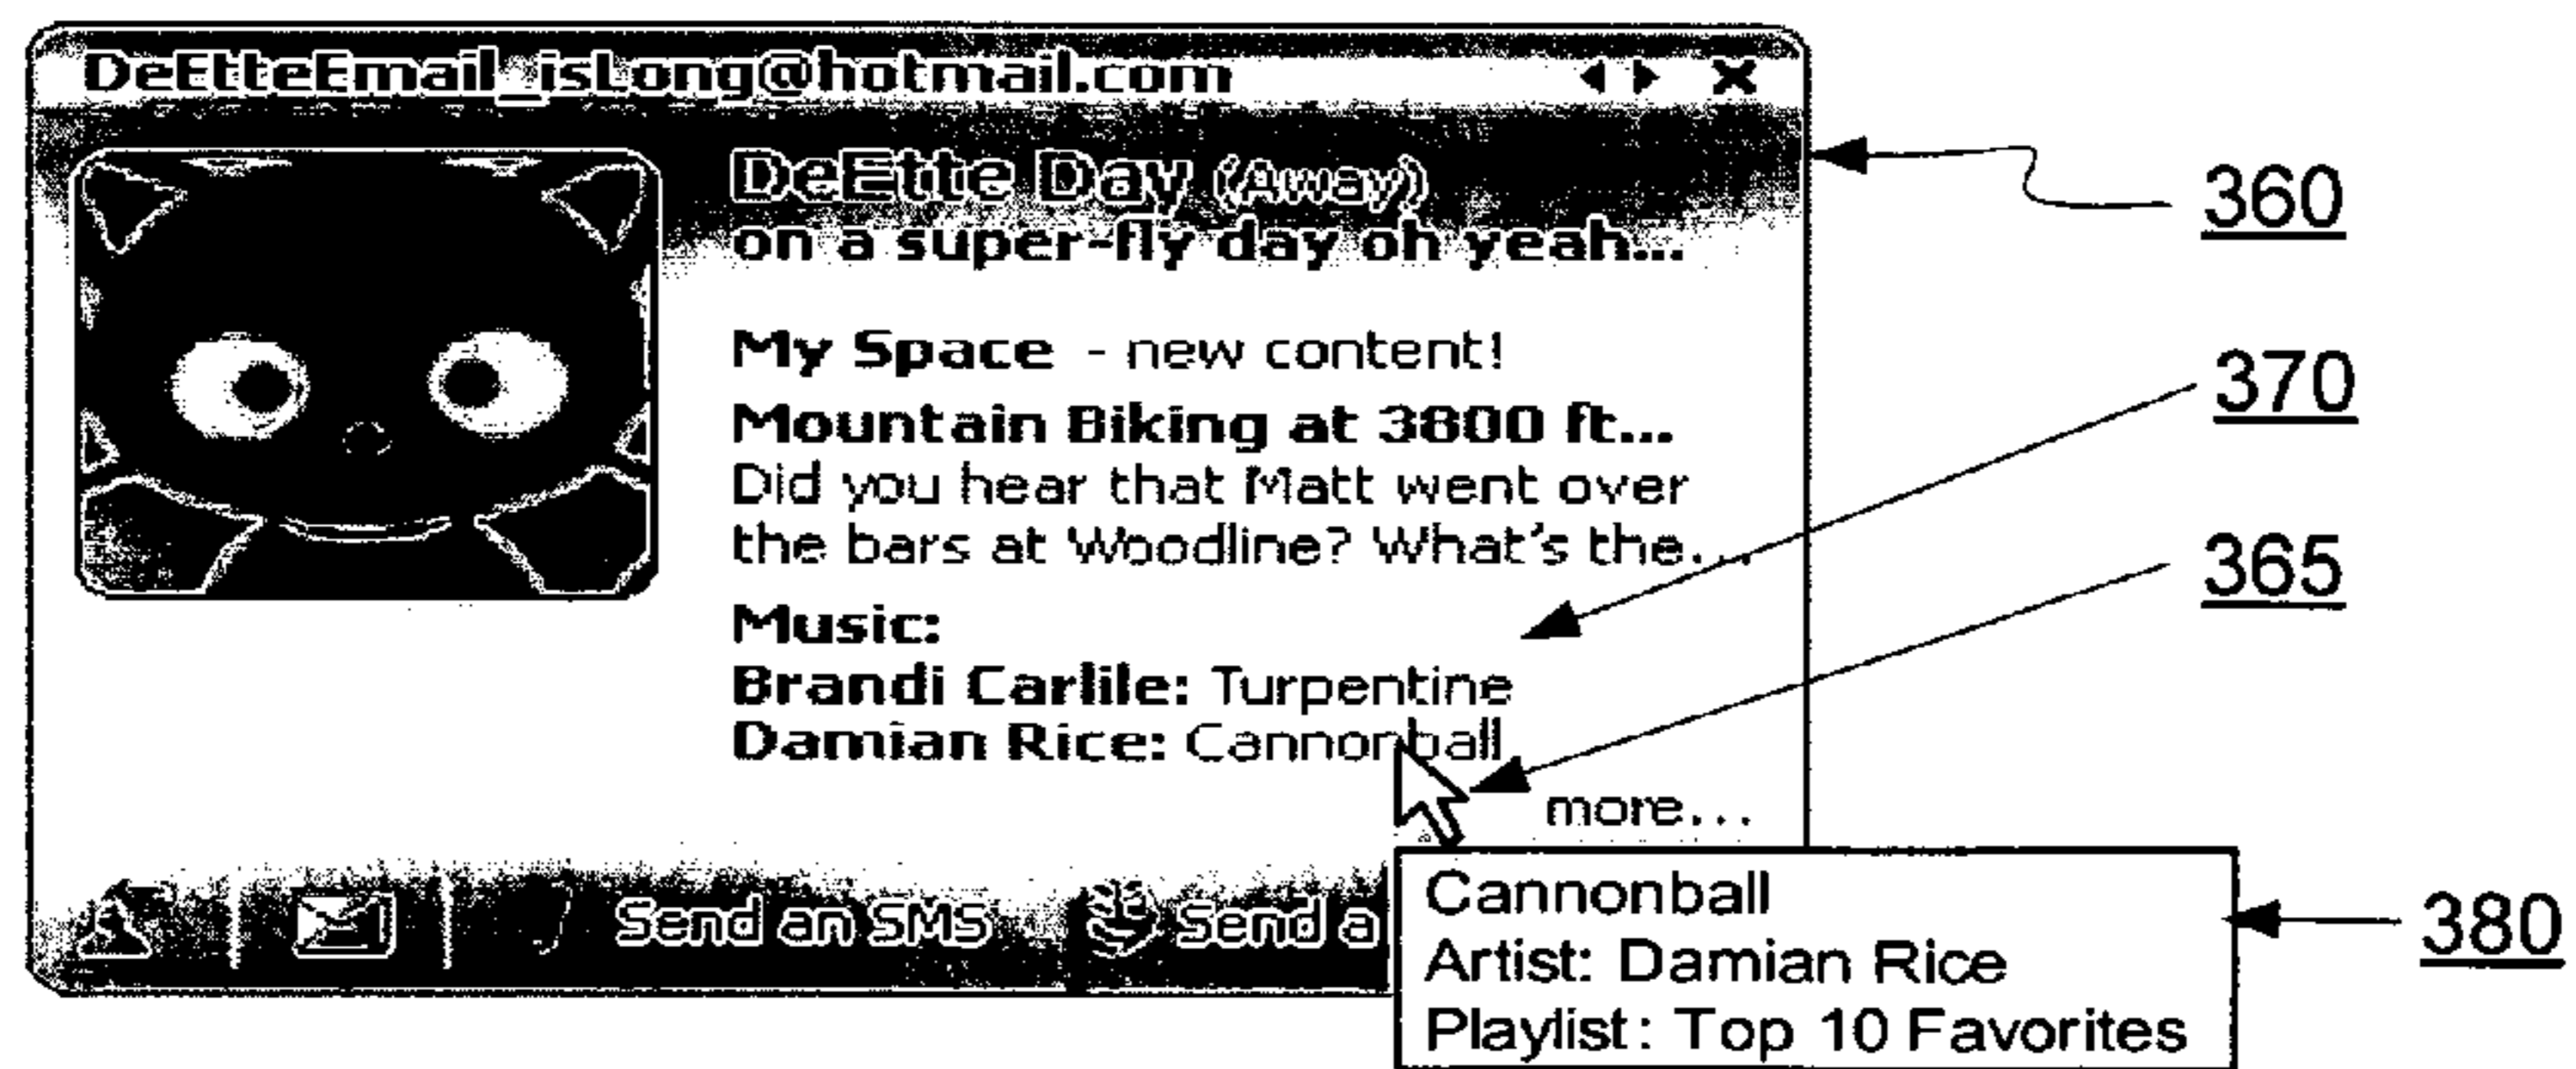 DeEtteEmail_isLong@hotmail.com
DeEtte Day (Away)
on a super-fly day oh yeah...
360
My Space - new content!
370
Mountain Biking at 3800 ft...
Did you hear that Matt went over
the bars at Woodline? What's the...
365
Music:
Brandi Carlile: Turpentine
Damian Rice: Cannonball
more...
Send an SMS
Send a
Cannonball
Artist: Damian Rice
Playlist: Top 10 Favorites
380